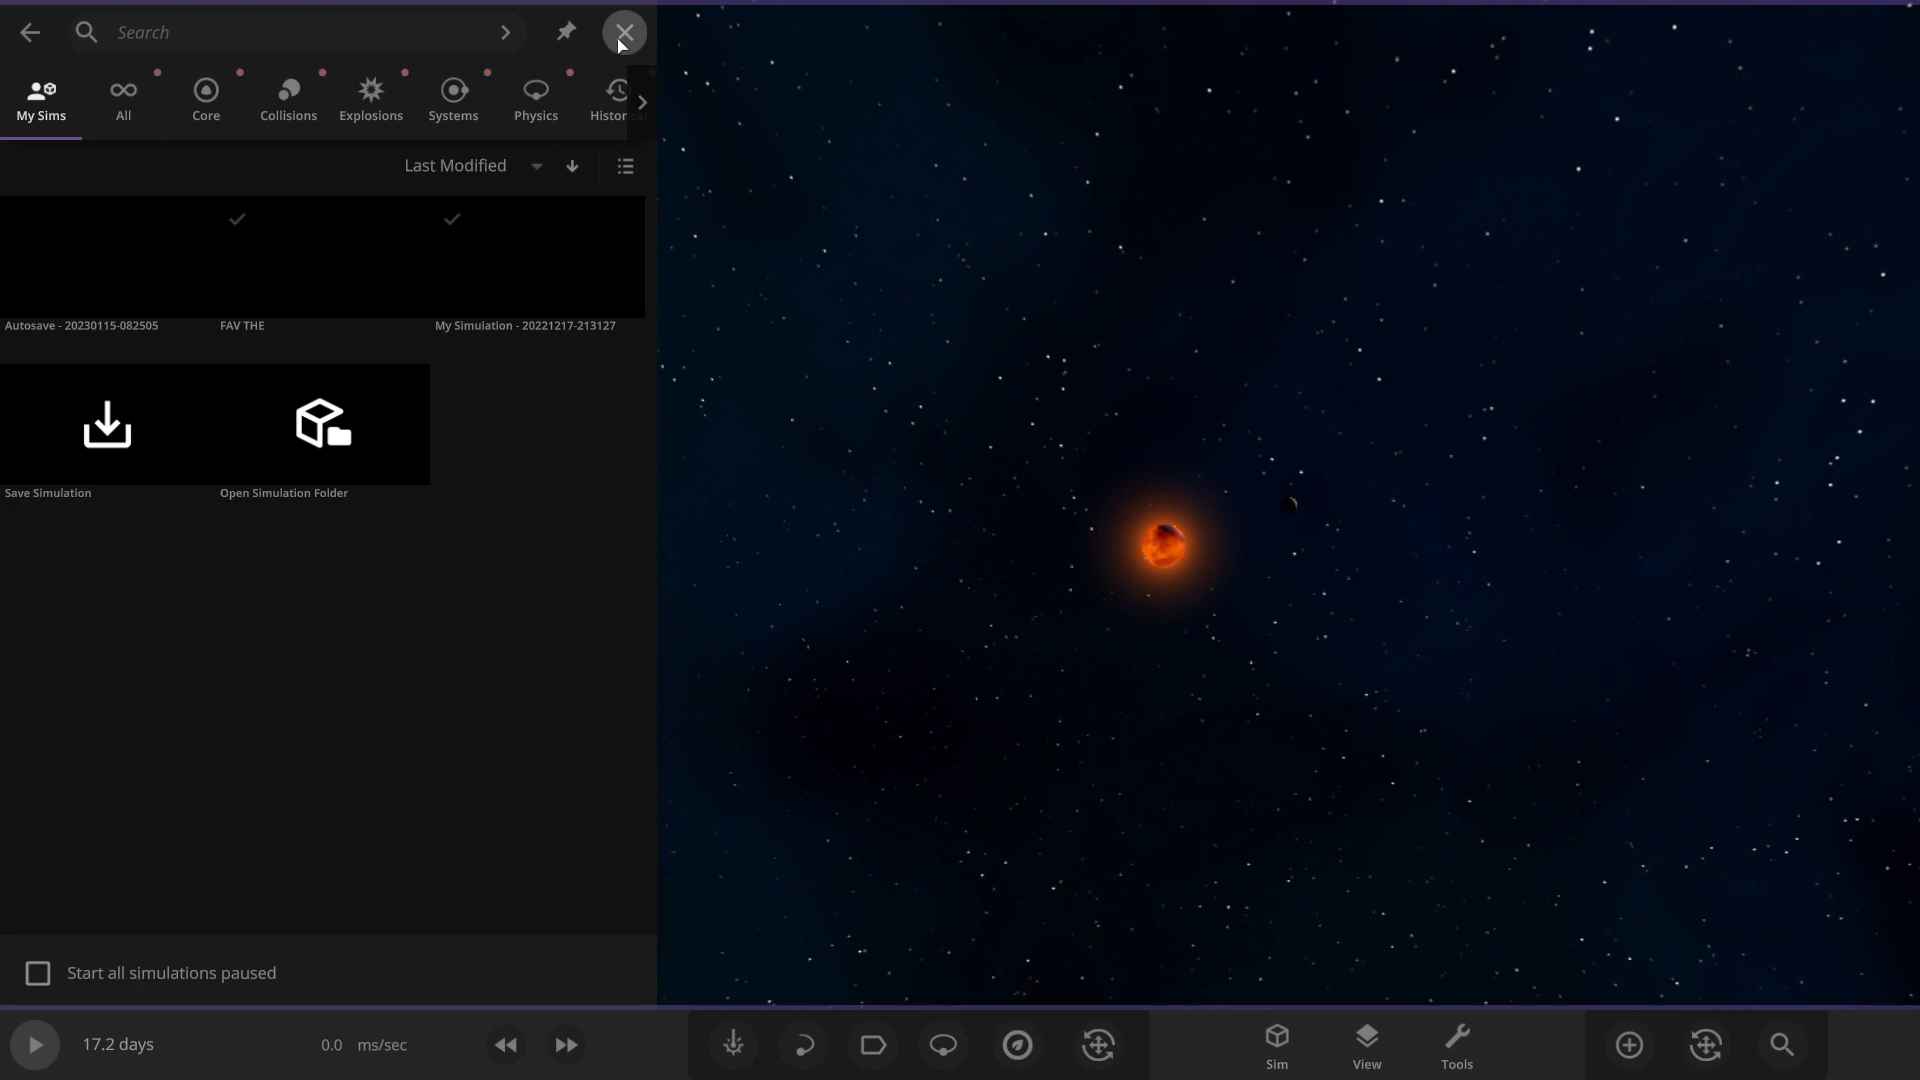 Search
My Sims
All
Core
Collisions
Explosions
Systems
Physics
Historical
Last Modified
Autosave - 20230115-082505
FAV THE
My Simulation - 20221217-213127
Save Simulation
Open Simulation Folder
Start all simulations paused
17.2 days
0.0 ms/sec
Sim
View
Tools